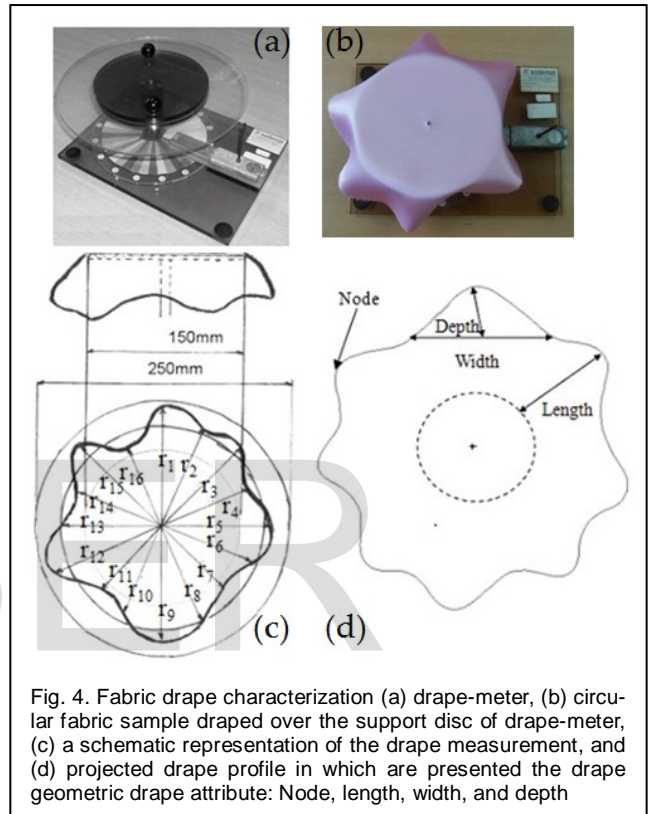 (a)
(b)
sodemat
150mm
250mm
r1
r2
r3
r4
r5
r6
r7
r8
r9
r10
r11
r12
r13
r14
r15
r16
(c)
Node
Depth
Width
Length
(d)
ER
Fig. 4. Fabric drape characterization (a) drape-meter, (b) circu-
lar fabric sample draped over the support disc of drape-meter,
(c) a schematic representation of the drape measurement, and
(d) projected drape profile in which are presented the drape
geometric drape attribute: Node, length, width, and depth